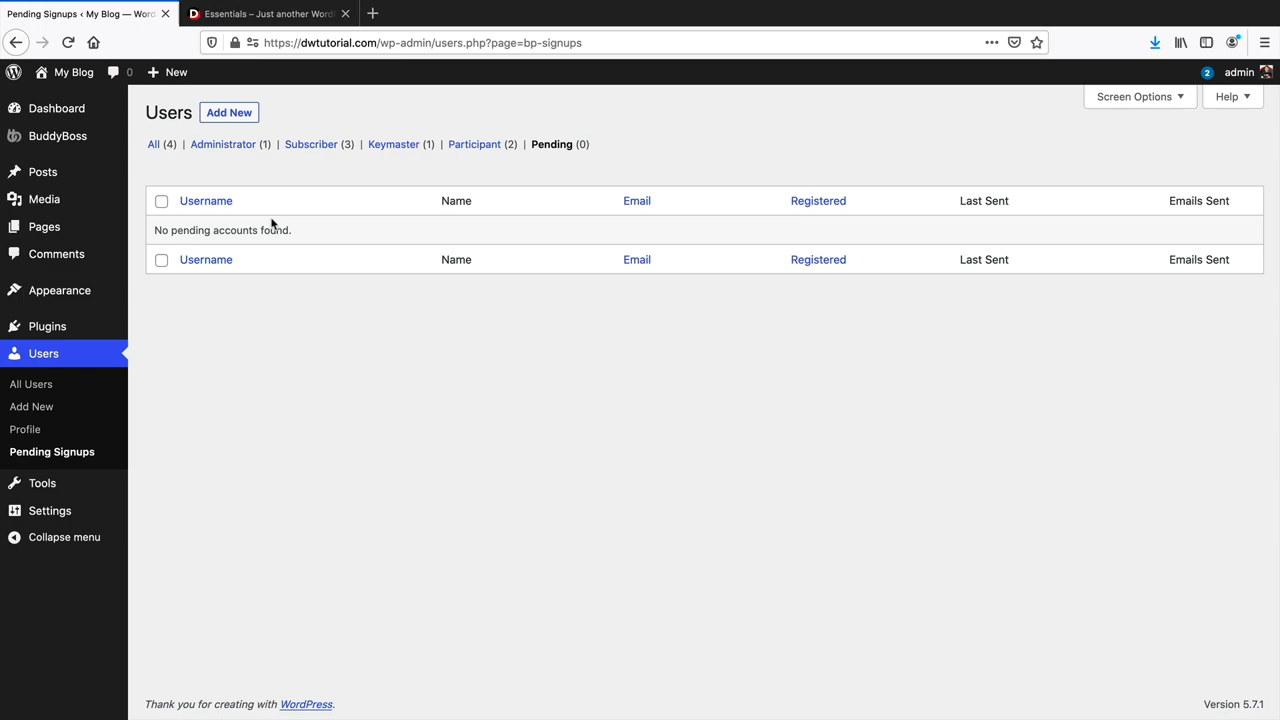 Pending Signups ‹ My Blog — Word
Essentials – Just another Word
https://dwtutorial.com/wp-admin/users.php?page=bp-signups
My Blog
0
New
2
admin
Dashboard
BuddyBoss
Posts
Media
Pages
Comments
Appearance
Plugins
Users
All Users
Add New
Profile
Pending Signups
Tools
Settings
Collapse menu
Users
Add New
Screen Options
Help
All (4) | Administrator (1) | Subscriber (3) | Keymaster (1) | Participant (2) | Pending (0)
Username Name Email Registered Last Sent Emails Sent
No pending accounts found.
Username Name Email Registered Last Sent Emails Sent
Thank you for creating with WordPress.
Version 5.7.1